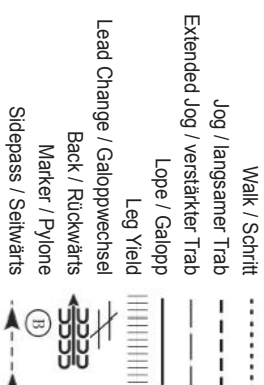 Walk / Schritt
Jog / langsamer Trab
Extended Jog / verstärkter Trab
Lope / Galopp
Leg Yield
Lead Change / Galoppwechsel
Back / Rückwärts
Marker / Pylone
B
Sidepass / Seitwärts